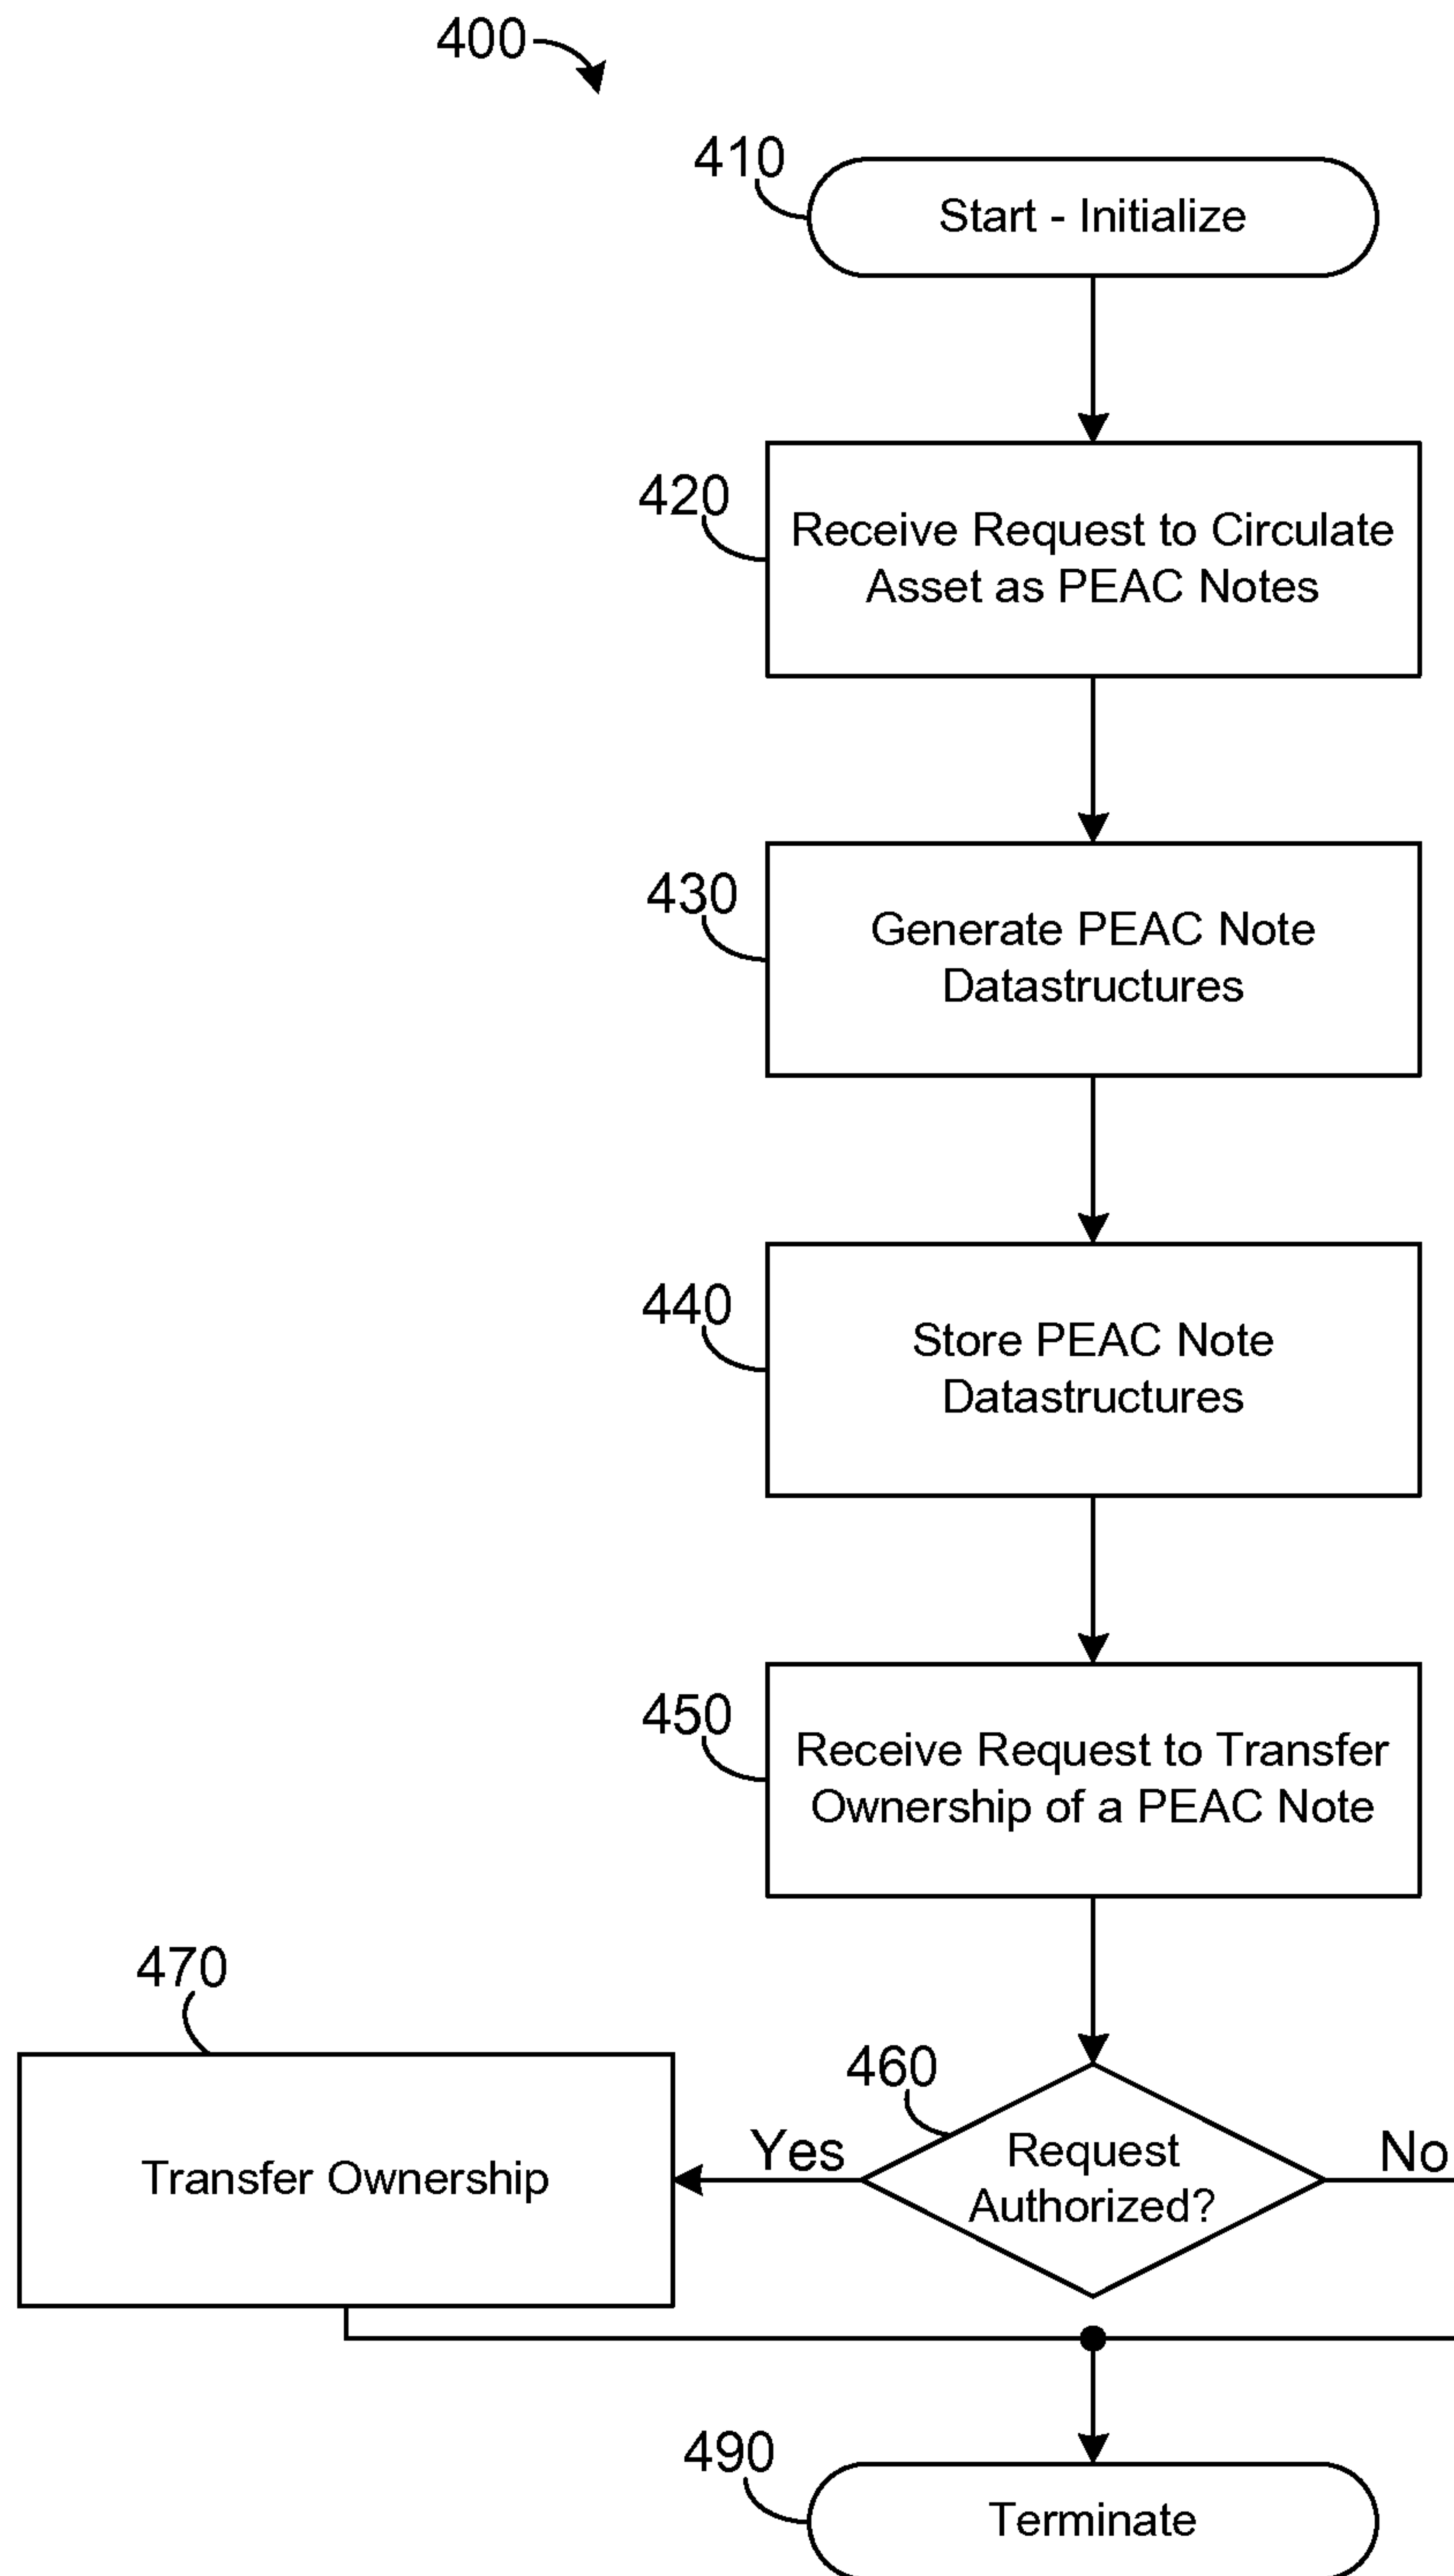 400
410
Start - Initialize
420
Receive Request to Circulate
Asset as PEAC Notes
430
Generate PEAC Note
Datastructures
440
Store PEAC Note
Datastructures
450
Receive Request to Transfer
Ownership of a PEAC Note
470
Transfer Ownership
460
Yes
Request
Authorized?
No
490
Terminate